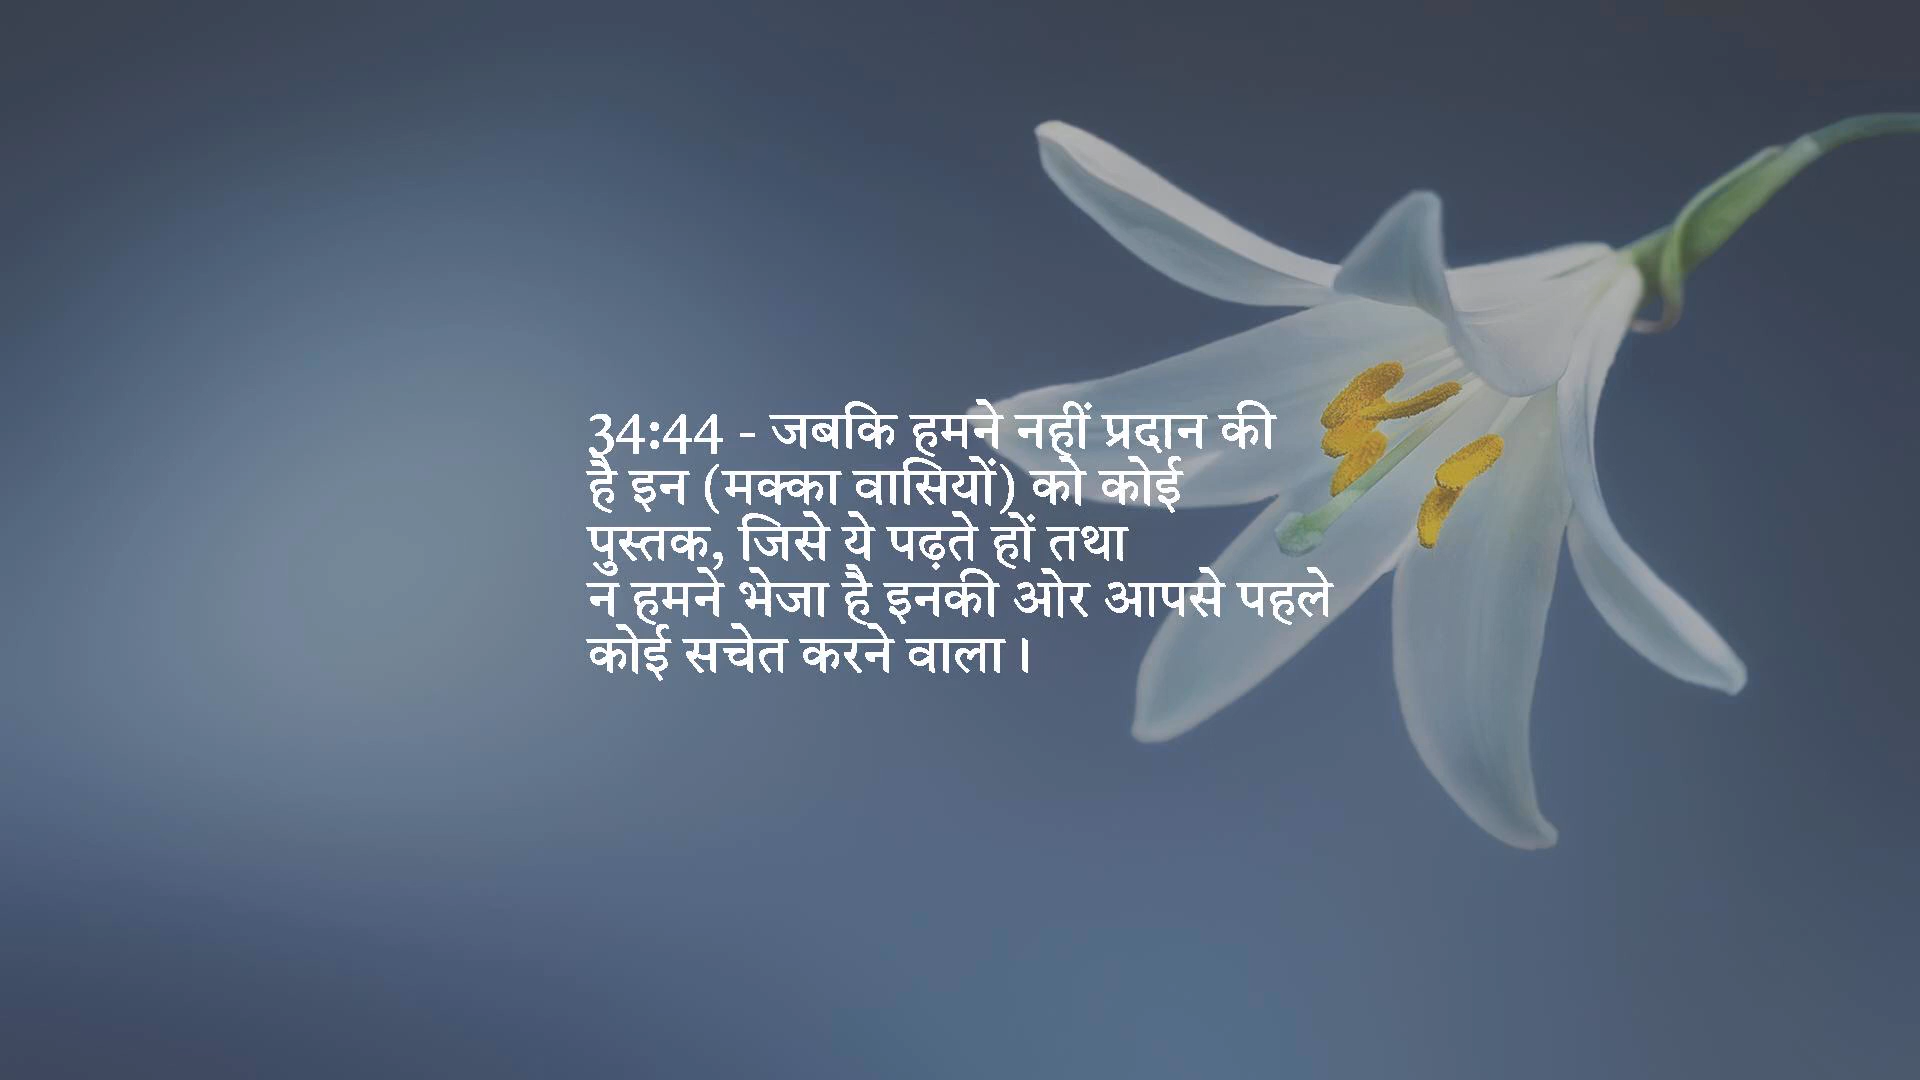 34:44 - जबकि हमने नहीं प्रदान की
है इन (मक्का वासियों) को कोई
पुस्तक, जिसे ये पढ़ते हों तथा
न हमने भेजा है इनकी ओर आपसे पहले
कोई सचेत करने वाला।